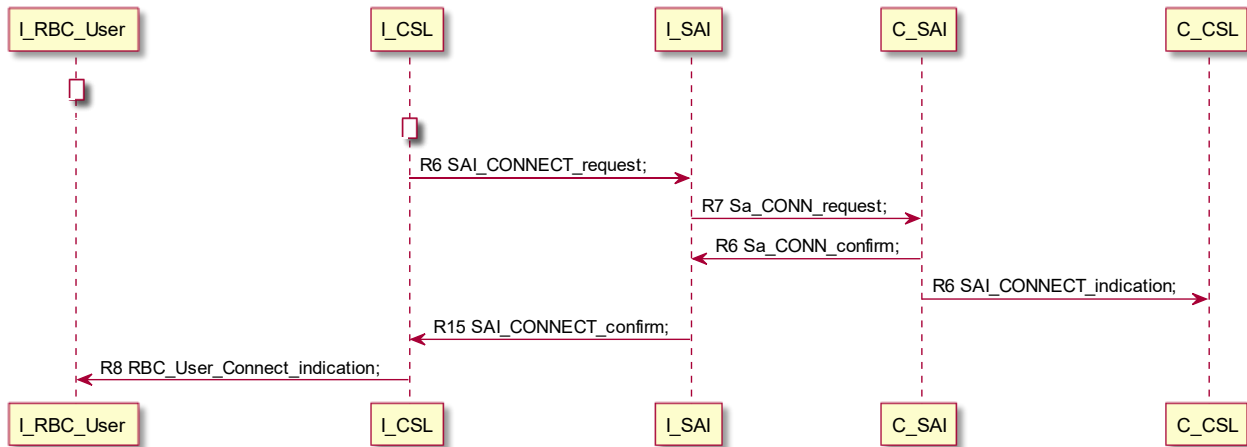 I_RBC_User I_CSL I_SAI C_SAI C_CSL
R6 SAI_CONNECT_request;
R7 Sa_CONN_request;
R6 Sa_CONN_confirm;
R6 SAI_CONNECT_indication;
R15 SAI_CONNECT_confirm;
R8 RBC_User_Connect_indication;
I_RBC_User I_CSL I_SAI C_SAI C_CSL